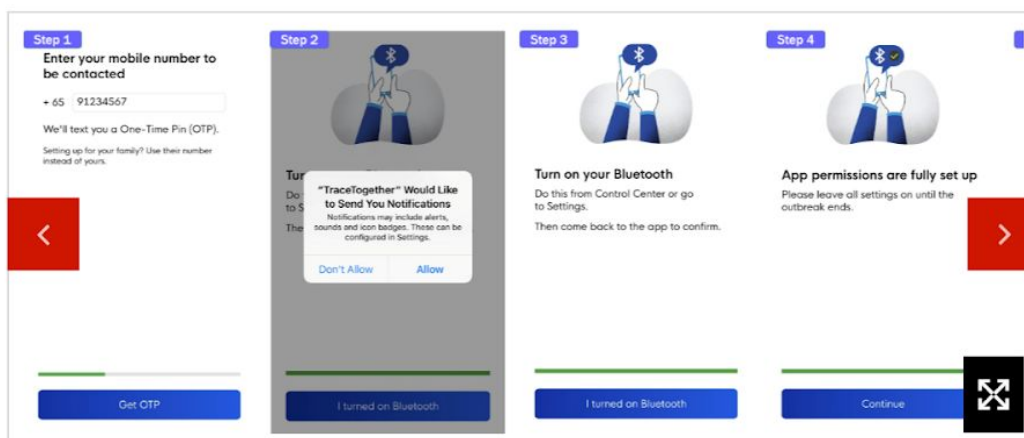 Step 1
Enter your mobile number to
be contacted
+ 65 91234567
We'll text you a One-Time Pin (OTP).
Setting up for your family? Use their number
instead of yours.
Get OTP
Step 2
Tur
Do
to S
The
"TraceTogether" Would Like
to Send You Notifications
Notifications may include alerts,
sounds and icon badges. These can be
configured in Settings.
Don't Allow Allow
I turned on Bluetooth
Step 3
Turn on your Bluetooth
Do this from Control Center or go
to Settings.
Then come back to the app to confirm.
I turned on Bluetooth
Step 4
App permissions are fully set up
Please leave all settings on until the
outbreak ends.
Continue